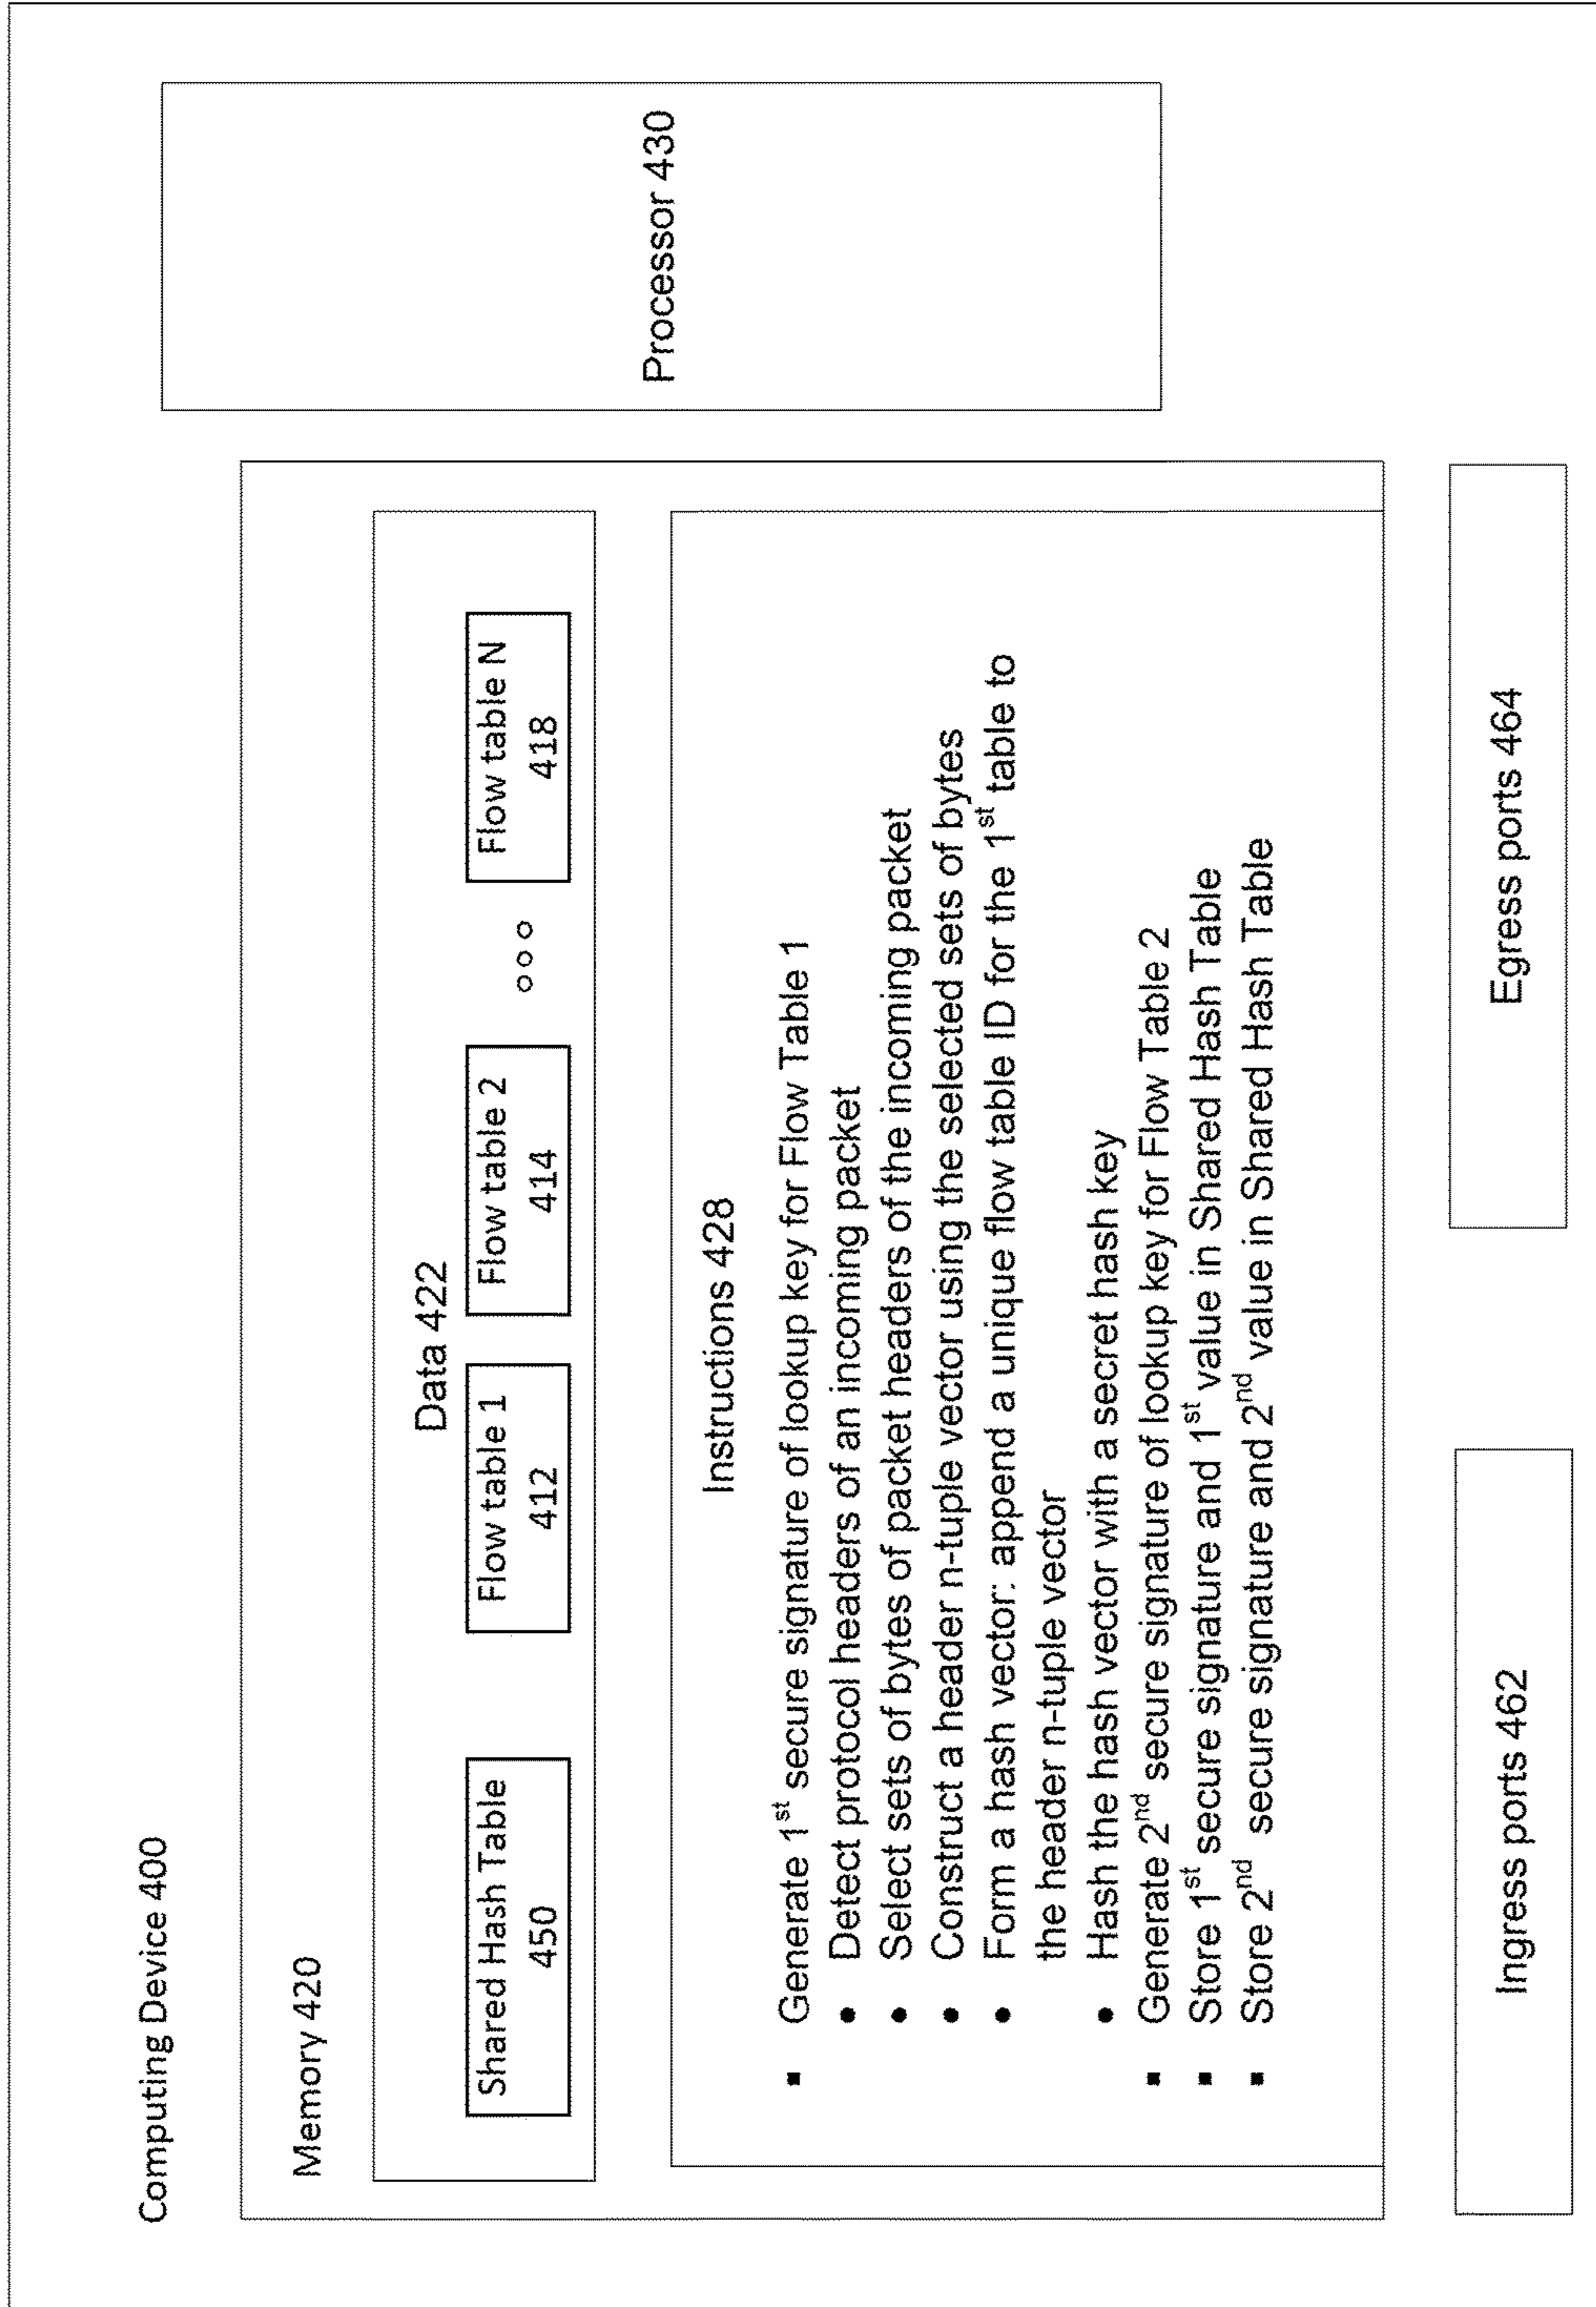 Computing Device 400
Memory 420
Data 422
Shared Hash Table
450
Flow table 1
412
Flow table 2
414
Flow table N
418
Processor 430
Instructions 428
▪ Generate 1st secure signature of lookup key for Flow Table 1
• Detect protocol headers of an incoming packet
• Select sets of bytes of packet headers of the incoming packet
• Construct a header n-tuple vector using the selected sets of bytes
• Form a hash vector: append a unique flow table ID for the 1st table to
the header n-tuple vector
• Hash the hash vector with a secret hash key
▪ Generate 2nd secure signature of lookup key for Flow Table 2
▪ Store 1st secure signature and 1st value in Shared Hash Table
▪ Store 2nd secure signature and 2nd value in Shared Hash Table
Ingress ports 462
Egress ports 464